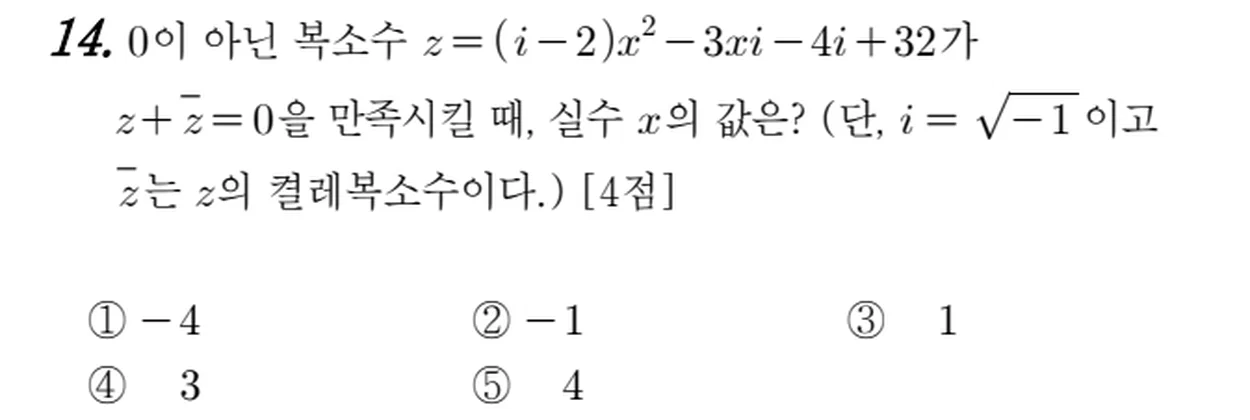 14. 0이 아닌 복소수 z=(i-2)x²-3xi-4i+32가
z+z̄=0을 만족시킬 때, 실수 x의 값은? (단, i=√-1 이고
z̄는 z의 켤레복소수이다.) [4점]
① -4 ② -1 ③ 1
④ 3 ⑤ 4